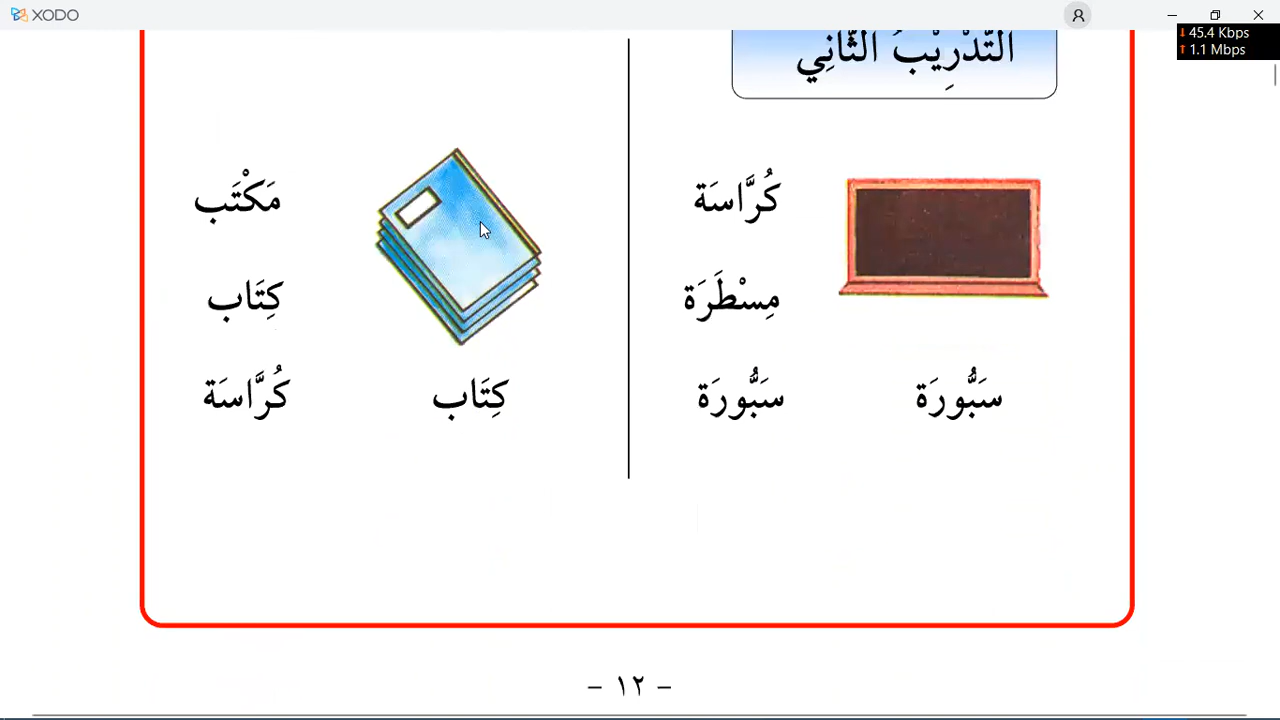 XODO
45.4 Kbps
1.1 Mbps
التَّدْرِيْبُ الثَّانِي
كُرَّاسَة
مِسْطَرَة
سَبُّورَة
سَبُّورَة
مَكْتَب
كِتَاب
كِتَاب
كُرَّاسَة
- ١٢ -